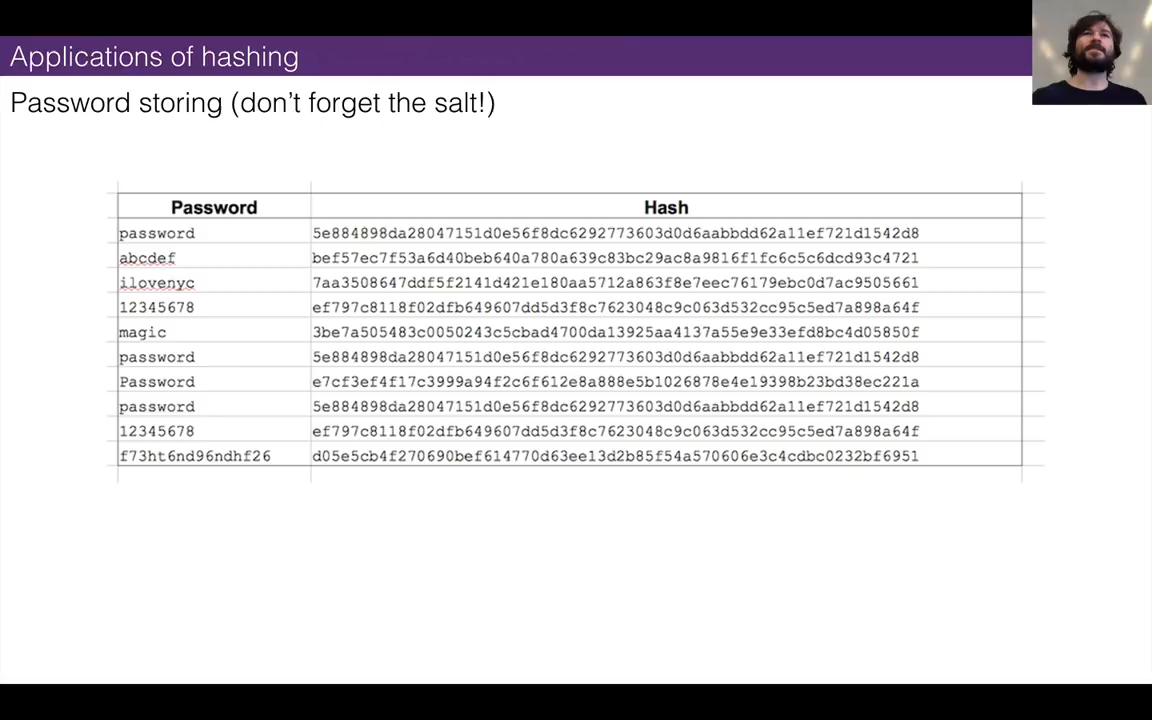 Applications of hashing
Password storing (don't forget the salt!)
Password Hash
password 5e884898da28047151d0e56f8dc6292773603d0d6aabbdd62a11ef721d1542d8
abcdef bef57ec7f53a6d40beb640a780a639c83bc29ac8a9816f1fc6c5c6dcd93c4721
ilovenyc 7aa3508647ddf5f2141d421e180aa5712a863f8e7eec76179ebc0d7ac9505661
12345678 ef797c8118f02dfb649607dd5d3f8c7623048c9c063d532cc95c5ed7a898a64f
magic 3be7a505483c0050243c5cbad4700da13925aa4137a55e9e33efd8bc4d05850f
password 5e884898da28047151d0e56f8dc6292773603d0d6aabbdd62a11ef721d1542d8
Password e7cf3ef4f17c3999a94f2c6f612e8a888e5b1026878e4e19398b23bd38ec221a
password 5e884898da28047151d0e56f8dc6292773603d0d6aabbdd62a11ef721d1542d8
12345678 ef797c8118f02dfb649607dd5d3f8c7623048c9c063d532cc95c5ed7a898a64f
f73ht6nd96ndhf26 d05e5cb4f270690bef614770d63ee13d2b85f54a570606e3c4cdbc0232bf6951